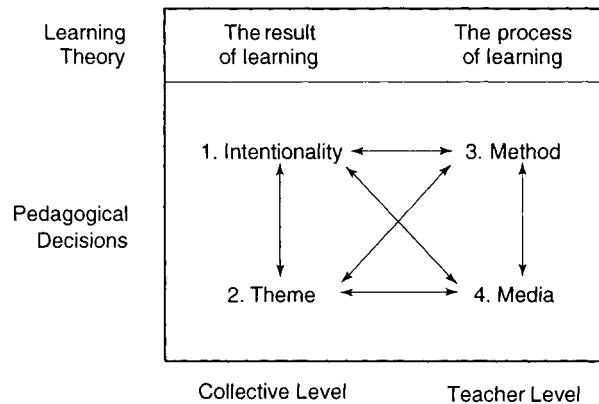 Learning
Theory
The result
of learning
The process
of learning
1. Intentionality
3. Method
Pedagogical
Decisions
2. Theme
4. Media
Collective Level
Teacher Level